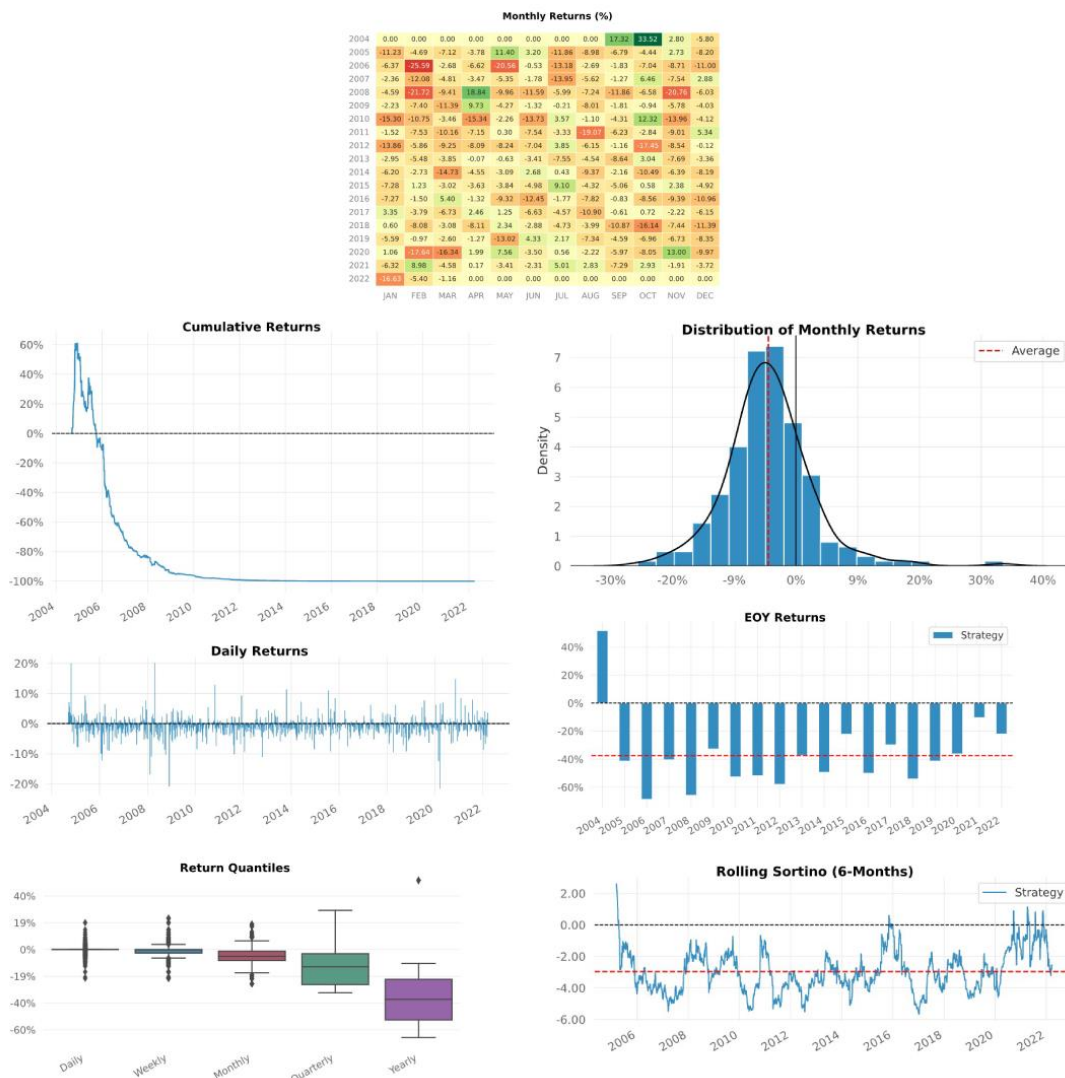 Monthly Returns (%)
2004 0.00 0.00 0.00 0.00 0.00 0.00 0.00 0.00 17.32 33.52 2.80 -5.80
2005 -11.23 -4.69 -7.12 -3.78 11.40 3.20 -11.86 -8.98 -6.79 -4.44 2.73 -8.20
2006 -6.37 -25.59 -2.68 -6.62 -20.56 -0.53 -13.18 -2.69 -1.83 -7.04 -8.71 -11.00
2007 -2.36 -12.08 -4.81 -3.47 -5.35 -1.78 -13.95 -5.62 -1.27 6.46 -7.54 2.88
2008 -4.59 -21.72 -9.41 18.84 -9.96 -11.59 -5.99 -7.24 -11.86 -6.58 -20.76 -6.03
2009 -2.23 -7.40 -11.39 9.73 -4.27 -1.32 -0.21 -8.01 -1.81 -0.94 -5.78 -4.03
2010 -15.30 -10.75 -3.46 -15.34 -2.26 -13.73 3.57 -1.10 -4.31 12.32 -13.96 -4.12
2011 -1.52 -7.53 -10.16 -7.15 0.30 -7.54 -3.33 -19.07 -6.23 -2.84 -9.01 5.34
2012 -13.86 -5.86 -9.25 -8.09 -8.24 -7.04 3.85 -6.15 -1.16 -17.45 -8.54 -0.12
2013 -2.95 -5.48 -3.85 -0.07 -0.63 -3.41 -7.55 -4.54 -8.64 3.04 -7.69 -3.36
2014 -6.20 -2.73 -14.73 -4.55 -3.09 2.68 0.43 -9.37 -2.16 -10.49 -6.39 -8.19
2015 -7.28 1.23 -3.02 -3.63 -3.84 -4.98 9.10 -4.32 -5.06 0.58 2.38 -4.92
2016 -7.27 -1.50 5.40 -1.32 -9.32 -12.45 -1.77 -7.82 -0.83 -8.56 -9.39 -10.96
2017 3.35 -3.79 -6.73 2.46 1.25 -6.63 -4.57 -10.90 -0.61 0.72 -2.22 -6.15
2018 0.60 -8.08 -3.08 -8.11 2.34 -2.88 -4.73 -3.99 -10.87 -16.14 -7.44 -11.39
2019 -5.59 -0.97 -2.60 -1.27 -13.02 4.33 2.17 -7.34 -4.59 -6.96 -6.73 -8.35
2020 1.06 -17.64 -16.34 1.99 7.56 -3.50 0.56 -2.22 -5.97 -8.05 13.00 -9.97
2021 -6.32 8.98 -4.58 0.17 -3.41 -2.31 5.01 2.83 -7.29 2.93 -1.91 -3.72
2022 -16.63 -5.40 -1.16 0.00 0.00 0.00 0.00 0.00 0.00 0.00 0.00 0.00
JAN FEB MAR APR MAY JUN JUL AUG SEP OCT NOV DEC
Cumulative Returns
60%
40%
20%
0%
-20%
-40%
-60%
-80%
-100%
2004 2006 2008 2010 2012 2014 2016 2018 2020 2022
Distribution of Monthly Returns
Average
Density
7
6
5
4
3
2
1
0
-30% -20% -9% 0% 9% 20% 30% 40%
Daily Returns
20%
10%
0%
-10%
-20%
2004 2006 2008 2010 2012 2014 2016 2018 2020 2022
EOY Returns
Strategy
40%
20%
0%
-20%
-40%
-60%
2004 2005 2006 2007 2008 2009 2010 2011 2012 2013 2014 2015 2016 2017 2018 2019 2020 2021 2022
Return Quantiles
40%
19%
0%
-19%
-40%
-60%
Daily Weekly Monthly Quarterly Yearly
Rolling Sortino (6-Months)
Strategy
2.00
0.00
-2.00
-4.00
-6.00
2006 2008 2010 2012 2014 2016 2018 2020 2022